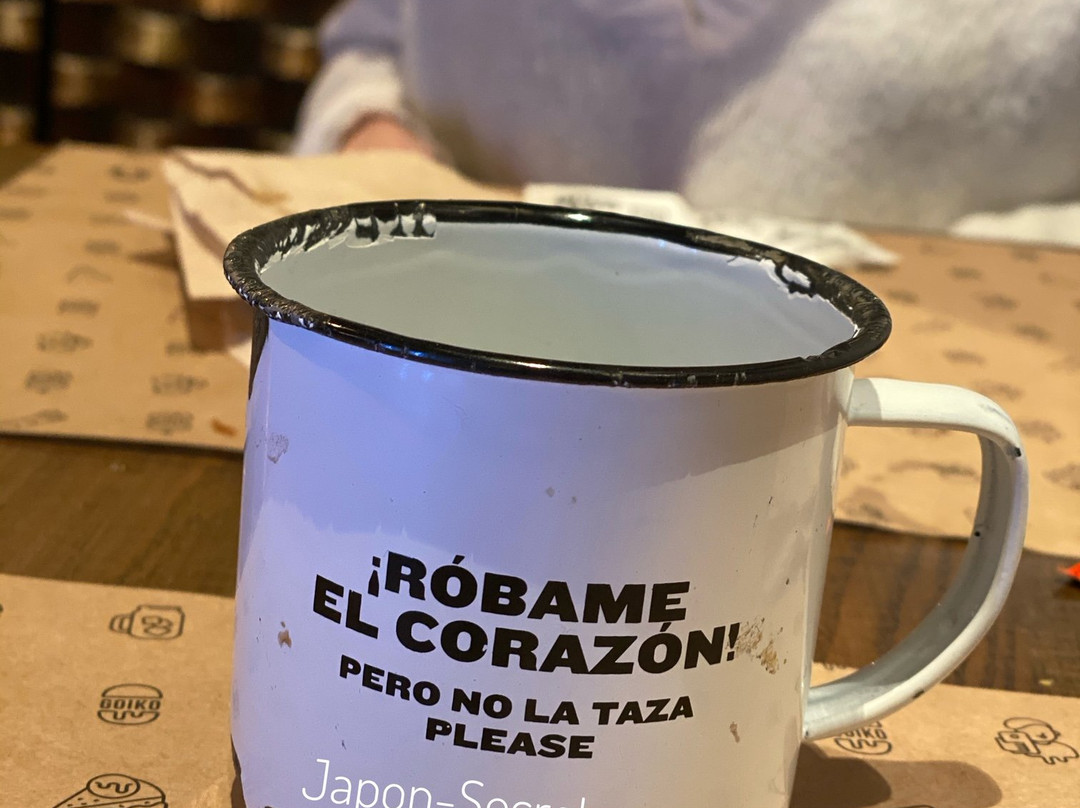 ¡RÓBAME
EL CORAZÓN!
PERO NO LA TAZA
PLEASE
GOIKO